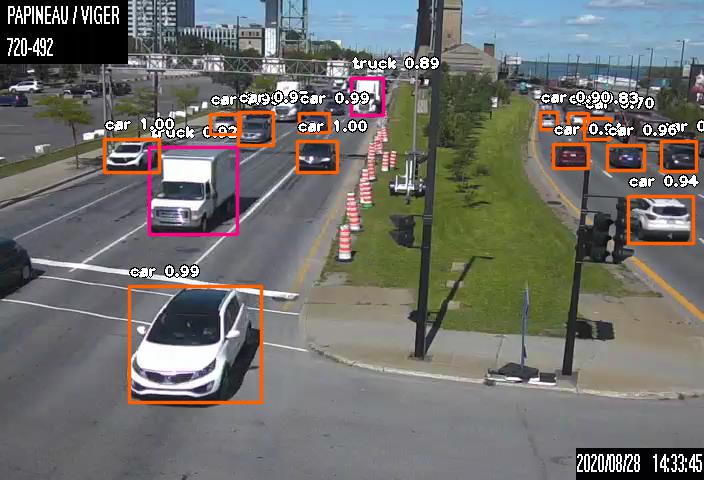 PAPINEAU / VIGER
720-492
truck 0.89
car 0.99
car 1.00
car 1.00
truck 0.92
car 0.96
car 0.94
car 0.99
2020/08/28 14:33:45